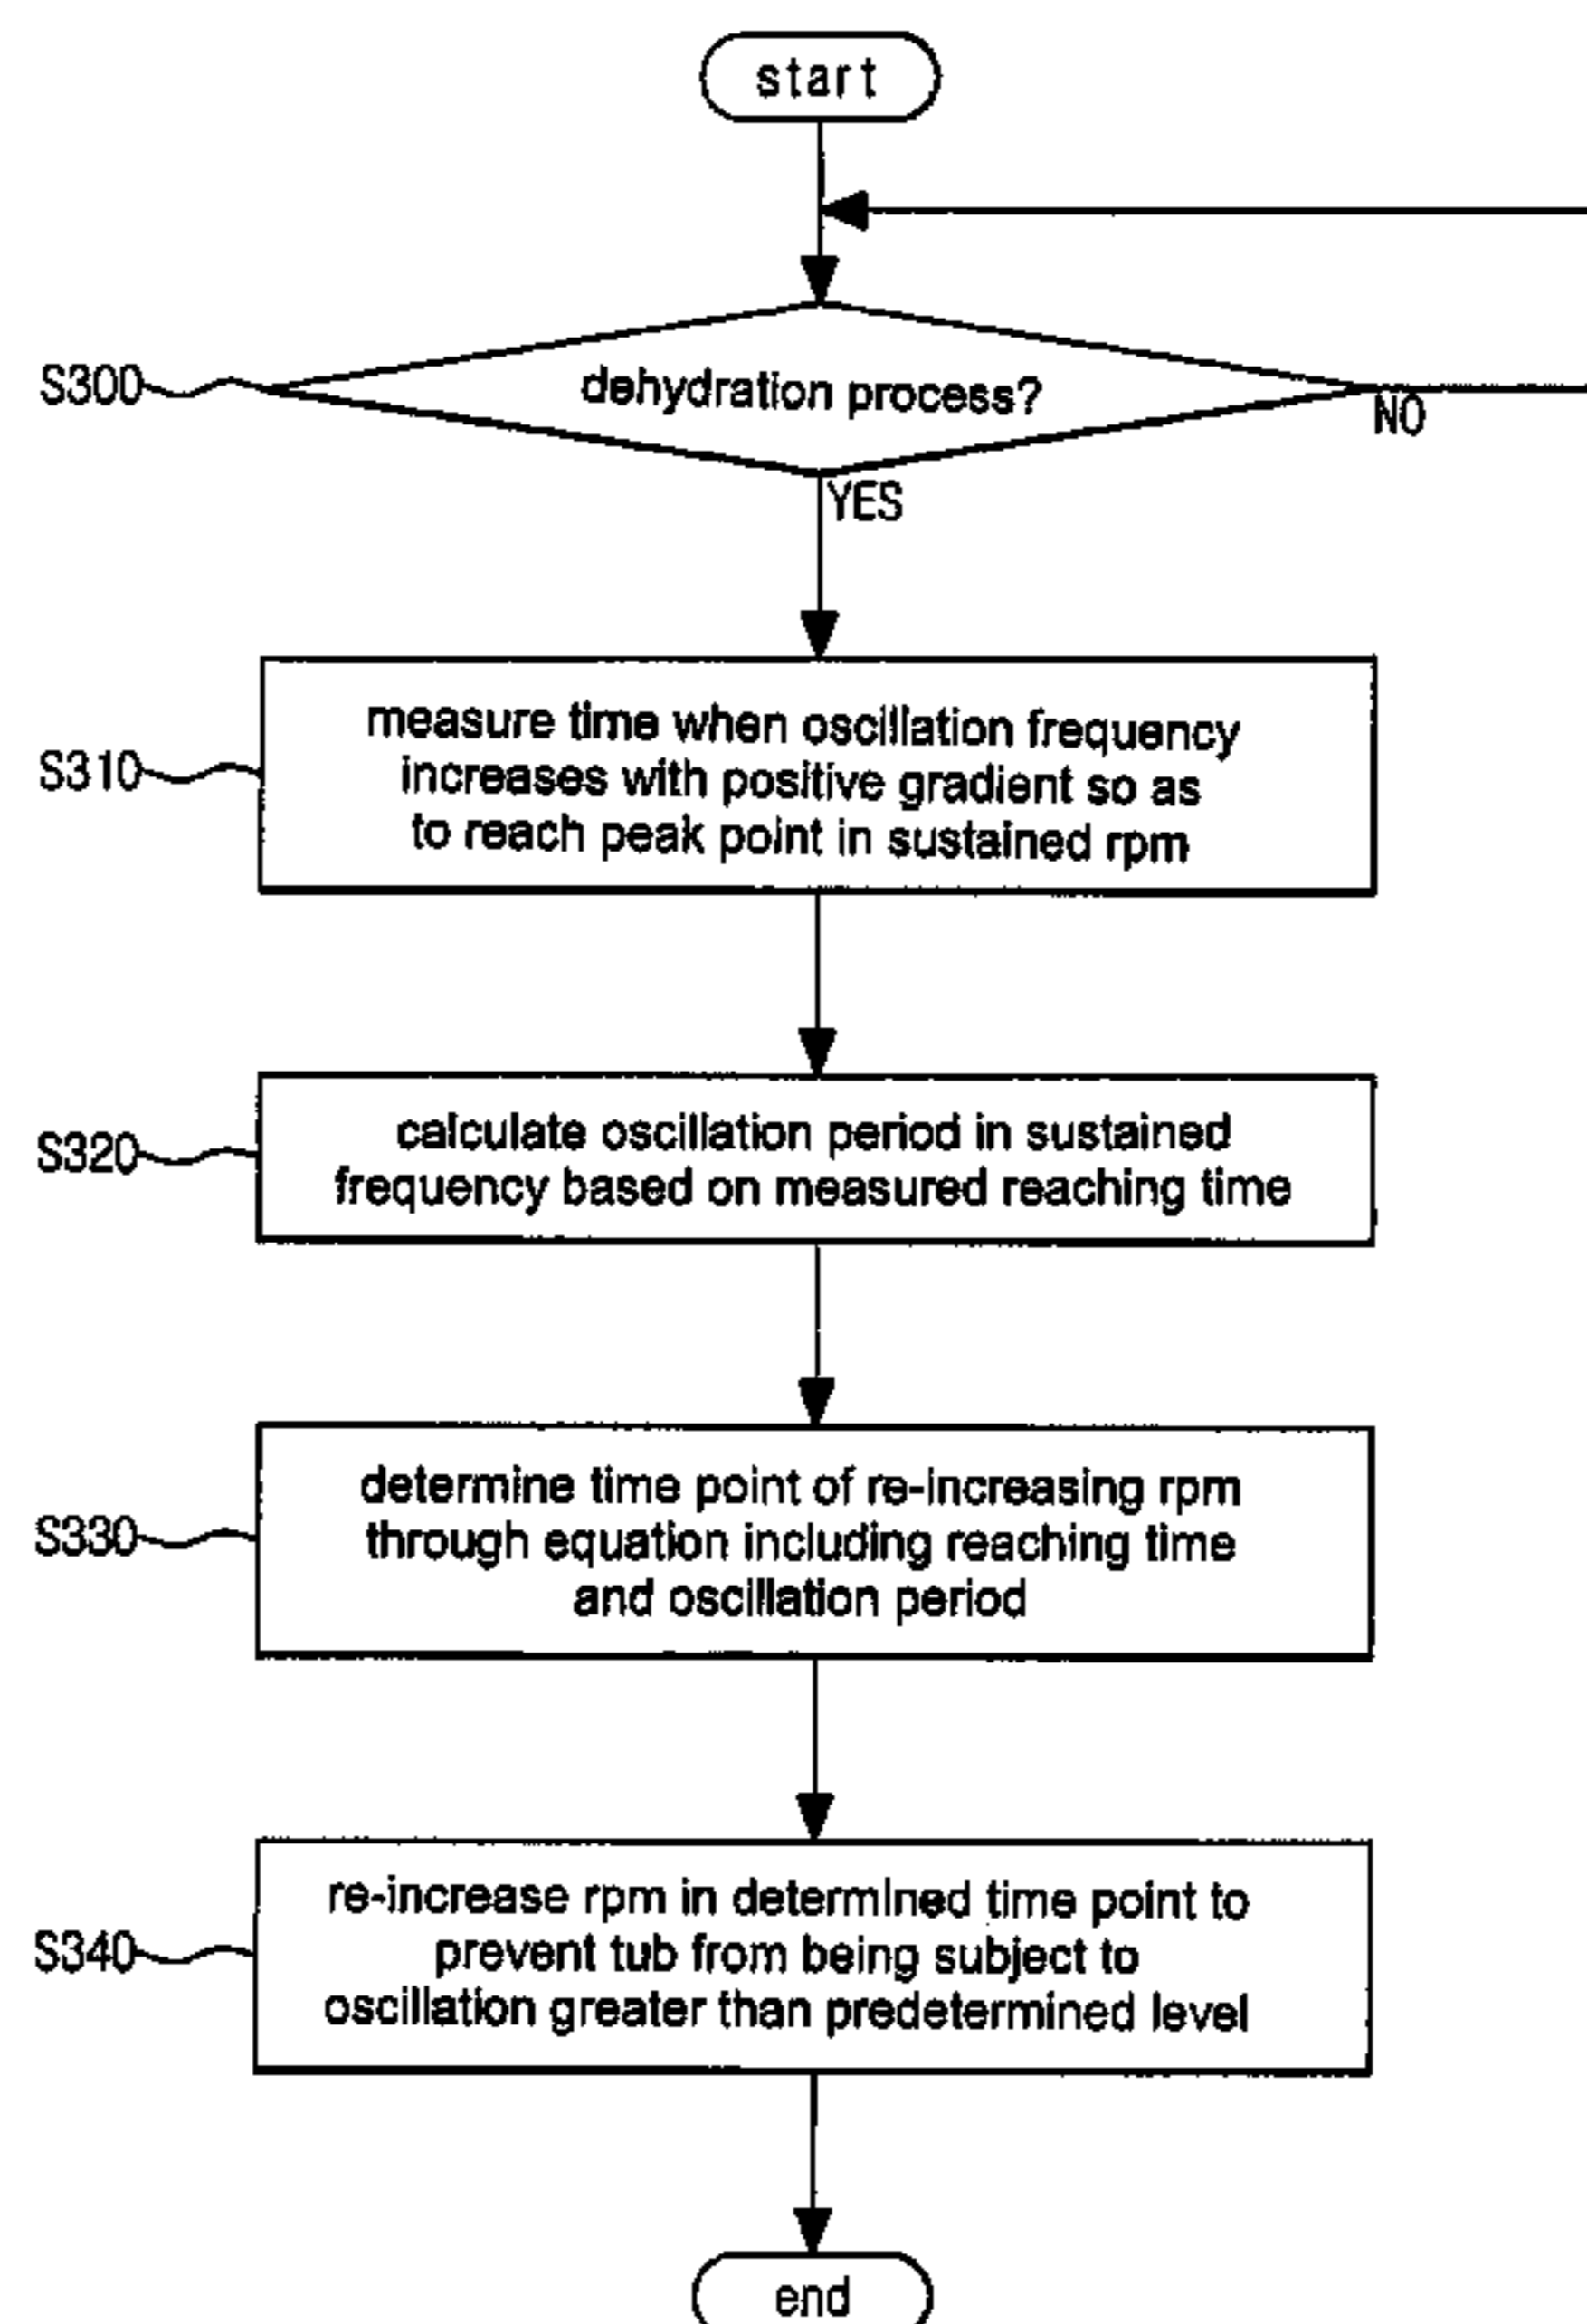 start
S300
dehydration process?
NO
YES
S310
measure time when oscillation frequency
increases with positive gradient so as
to reach peak point in sustained rpm
S320
calculate oscillation period in sustained
frequency based on measured reaching time
S330
determine time point of re-increasing rpm
through equation including reaching time
and oscillation period
S340
re-increase rpm in determined time point to
prevent tub from being subject to
oscillation greater than predetermined level
end